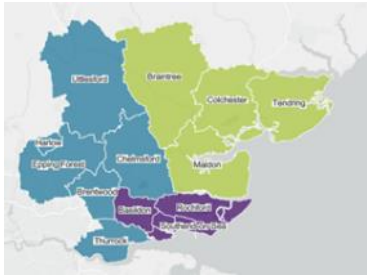 Uttlesford
Braintree
Colchester
Tendring
Harlow
Epping Forest
Chelmsford
Maldon
Brentwood
Basildon
Rochford
Southend on Sea
Thurrock